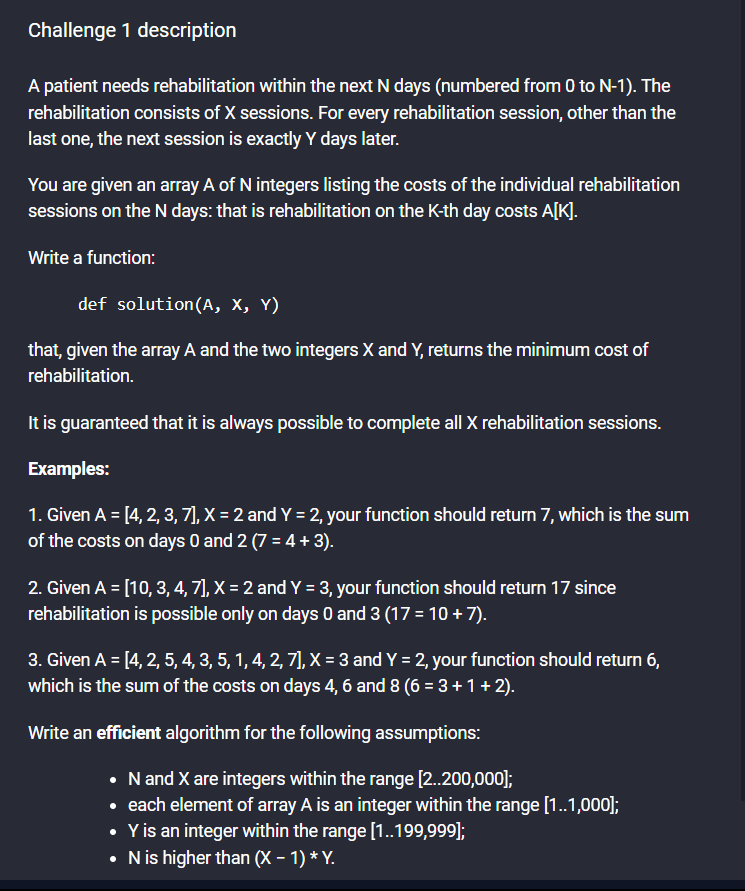 Challenge 1 description
A patient needs rehabilitation within the next N days (numbered from 0 to N-1). The
rehabilitation consists of X sessions. For every rehabilitation session, other than the
last one, the next session is exactly Y days later.
You are given an array A of N integers listing the costs of the individual rehabilitation
sessions on the N days: that is rehabilitation on the K-th day costs A[K].
Write a function:
def solution(A, X, Y)
that, given the array A and the two integers X and Y, returns the minimum cost of
rehabilitation.
It is guaranteed that it is always possible to complete all X rehabilitation sessions.
Examples:
1. Given A = [4, 2, 3, 7], X = 2 and Y = 2, your function should return 7, which is the sum
of the costs on days 0 and 2 (7 = 4 + 3).
2. Given A = [10, 3, 4, 7], X = 2 and Y = 3, your function should return 17 since
rehabilitation is possible only on days 0 and 3 (17 = 10 + 7).
3. Given A = [4, 2, 5, 4, 3, 5, 1, 4, 2, 7], X = 3 and Y = 2, your function should return 6,
which is the sum of the costs on days 4, 6 and 8 (6 = 3 + 1 + 2).
Write an efficient algorithm for the following assumptions:
• N and X are integers within the range [2..200,000];
• each element of array A is an integer within the range [1..1,000];
• Y is an integer within the range [1..199,999];
• N is higher than (X − 1) * Y.